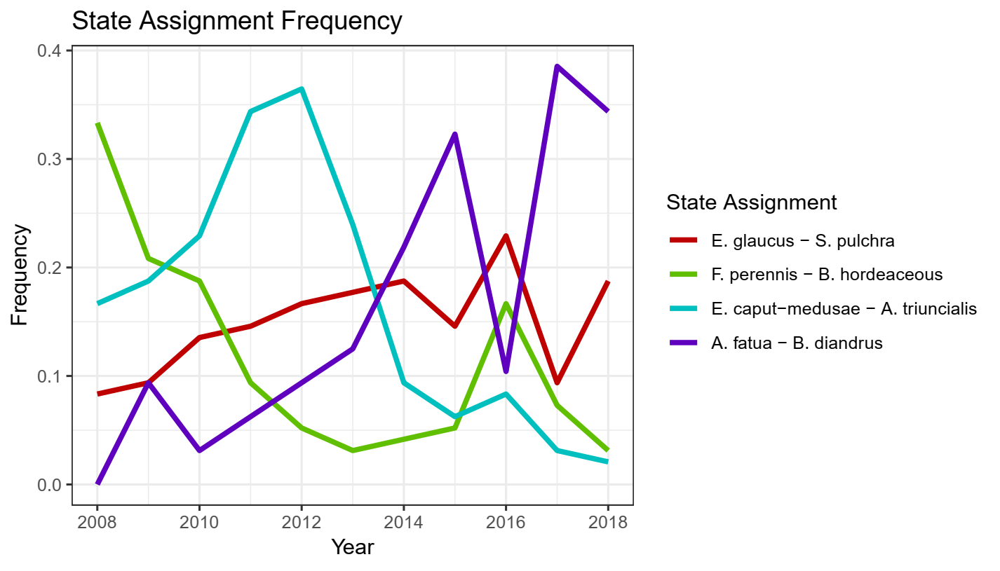 State Assignment Frequency
0.4
0.3
0.2
0.1
0.0
Frequency
2008 2010 2012 2014 2016 2018
Year
State Assignment
E. glaucus − S. pulchra
F. perennis − B. hordeaceous
E. caput−medusae − A. triuncialis
A. fatua − B. diandrus